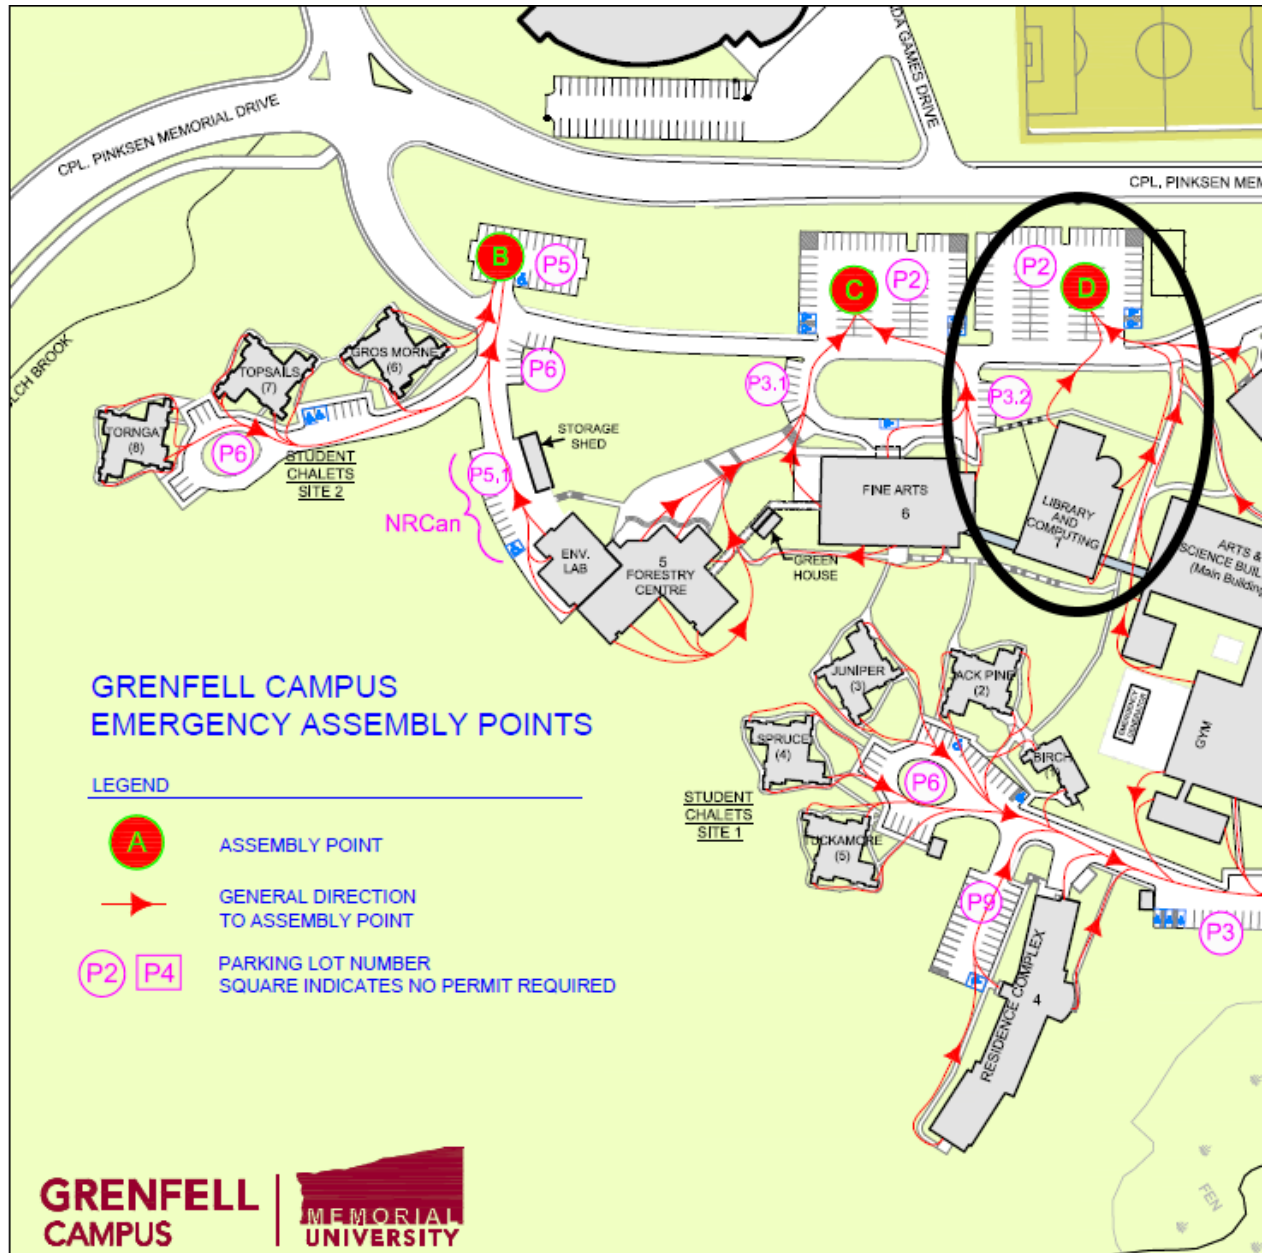 CPL. PINKSEN MEMORIAL DRIVE
GAMES DRIVE
CPL. PINKSEN
BROOK
B
P5
C
P2
P2
D
GROS MORNE
(6)
TOPSAILS
(7)
TORNGAT
(8)
P6
P6
STUDENT
CHALETS
SITE 2
P3.1
P3.2
STORAGE
SHED
P5,1
NRCan
ENV.
LAB
5
FORESTRY
CENTRE
GREEN
HOUSE
FINE ARTS
6
LIBRARY
AND
COMPUTING
7
ARTS &
SCIENCE
(Main Building
GYM
JUNIPER
(3)
PINE
(2)
SPRUCE
(4)
BIRCH
P6
TUCKAMORE
(5)
STUDENT
CHALETS
SITE 1
P9
P3
RESIDENCE COMPLEX
4
FEN
GRENFELL CAMPUS
EMERGENCY ASSEMBLY POINTS
LEGEND
A
ASSEMBLY POINT
GENERAL DIRECTION
TO ASSEMBLY POINT
P2
P4
PARKING LOT NUMBER
SQUARE INDICATES NO PERMIT REQUIRED
GRENFELL
CAMPUS
MEMORIAL
UNIVERSITY